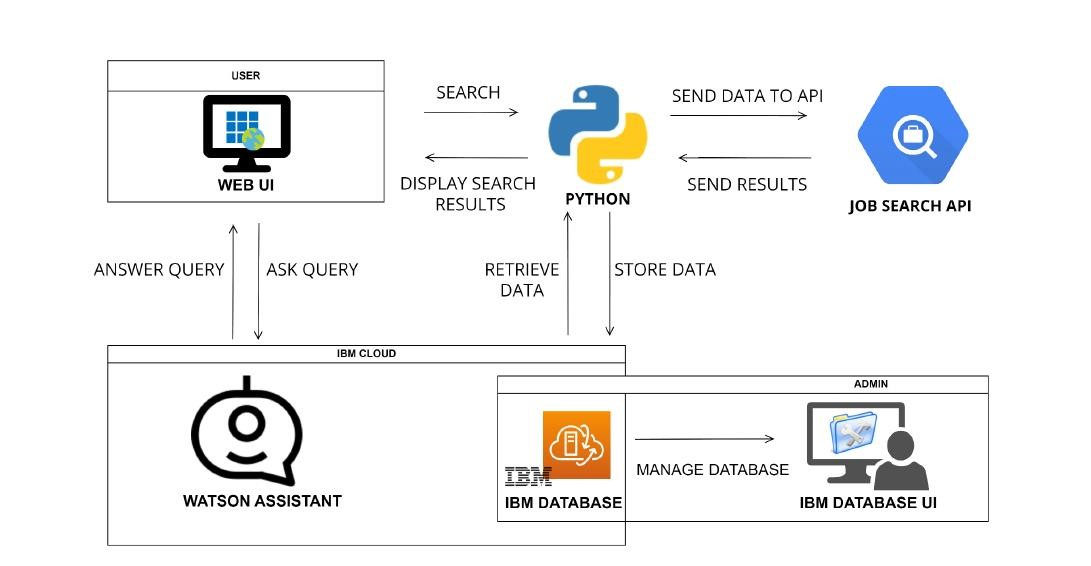 USER
WEB UI
SEARCH
DISPLAY SEARCH
RESULTS
PYTHON
SEND DATA TO API
SEND RESULTS
JOB SEARCH API
ANSWER QUERY
ASK QUERY
RETRIEVE
DATA
STORE DATA
IBM CLOUD
WATSON ASSISTANT
ADMIN
IBM
IBM DATABASE
MANAGE DATABASE
IBM DATABASE UI